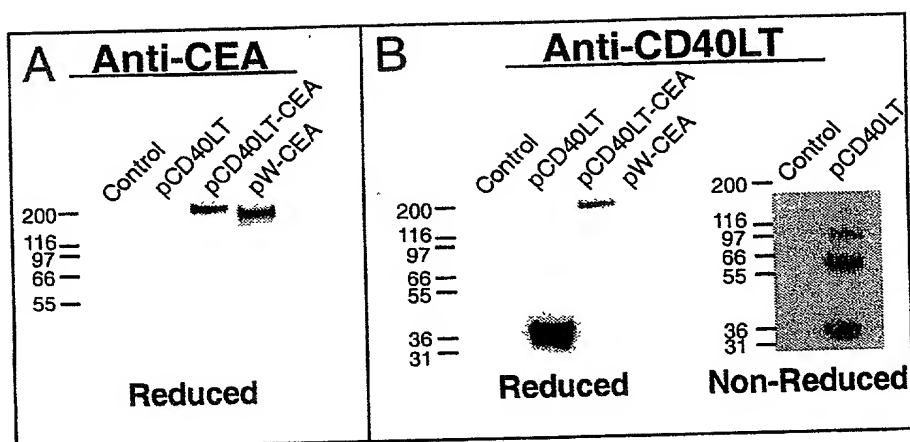 A Anti-CEA
Control
pCD40LT
pCD40LT-CEA
pW-CEA
200
116
97
66
55
Reduced
B Anti-CD40LT
Control
pCD40LT
pCD40LT-CEA
pW-CEA
200
116
97
66
55
36
31
Reduced
Control
pCD40LT
200
116
97
66
55
36
31
Non-Reduced